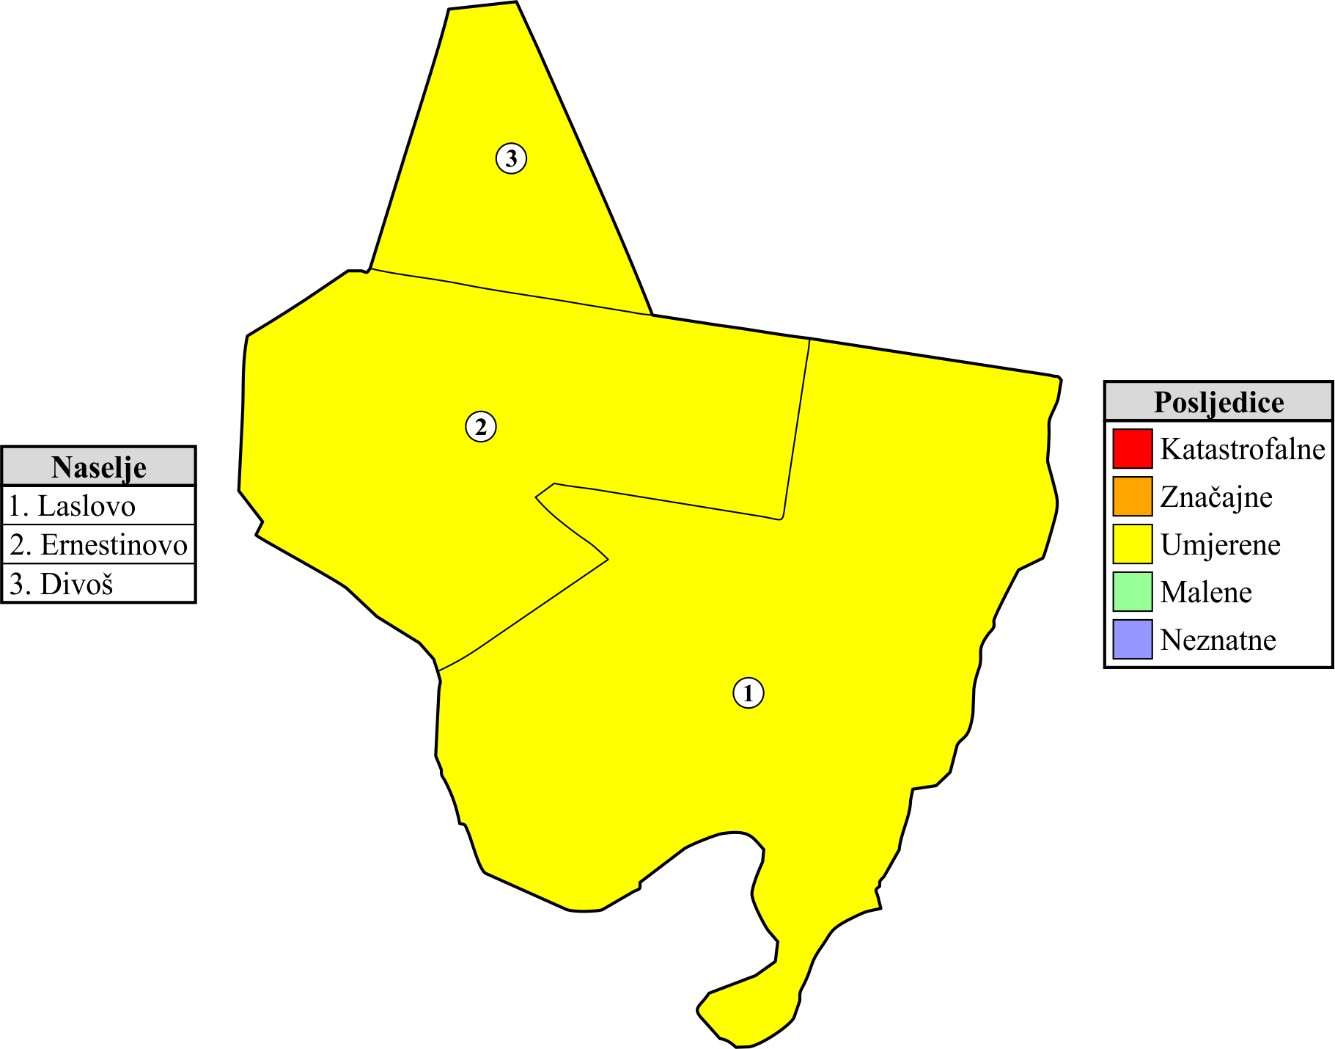 3
2
1
Naselje
1. Laslovo
2. Ernestinovo
3. Divoš
Posljedice
Katastrofalne
Značajne
Umjerene
Malene
Neznatne